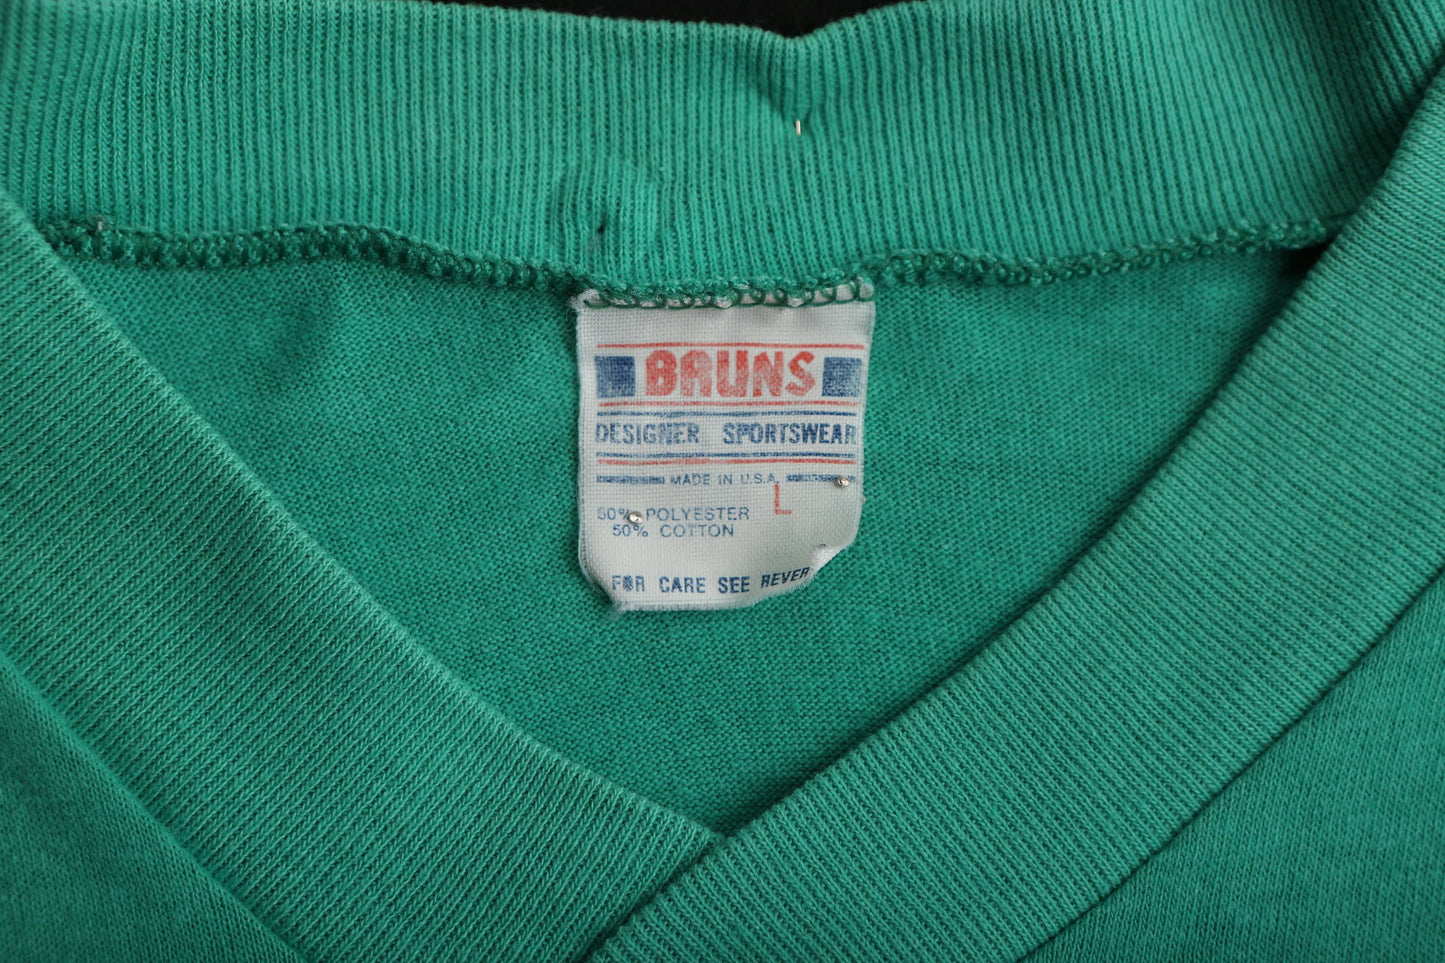 BRUNS
DESIGNER SPORTSWEAR
MADE IN U.S.A.
L
50% POLYESTER
50% COTTON
FOR CARE SEE REVER